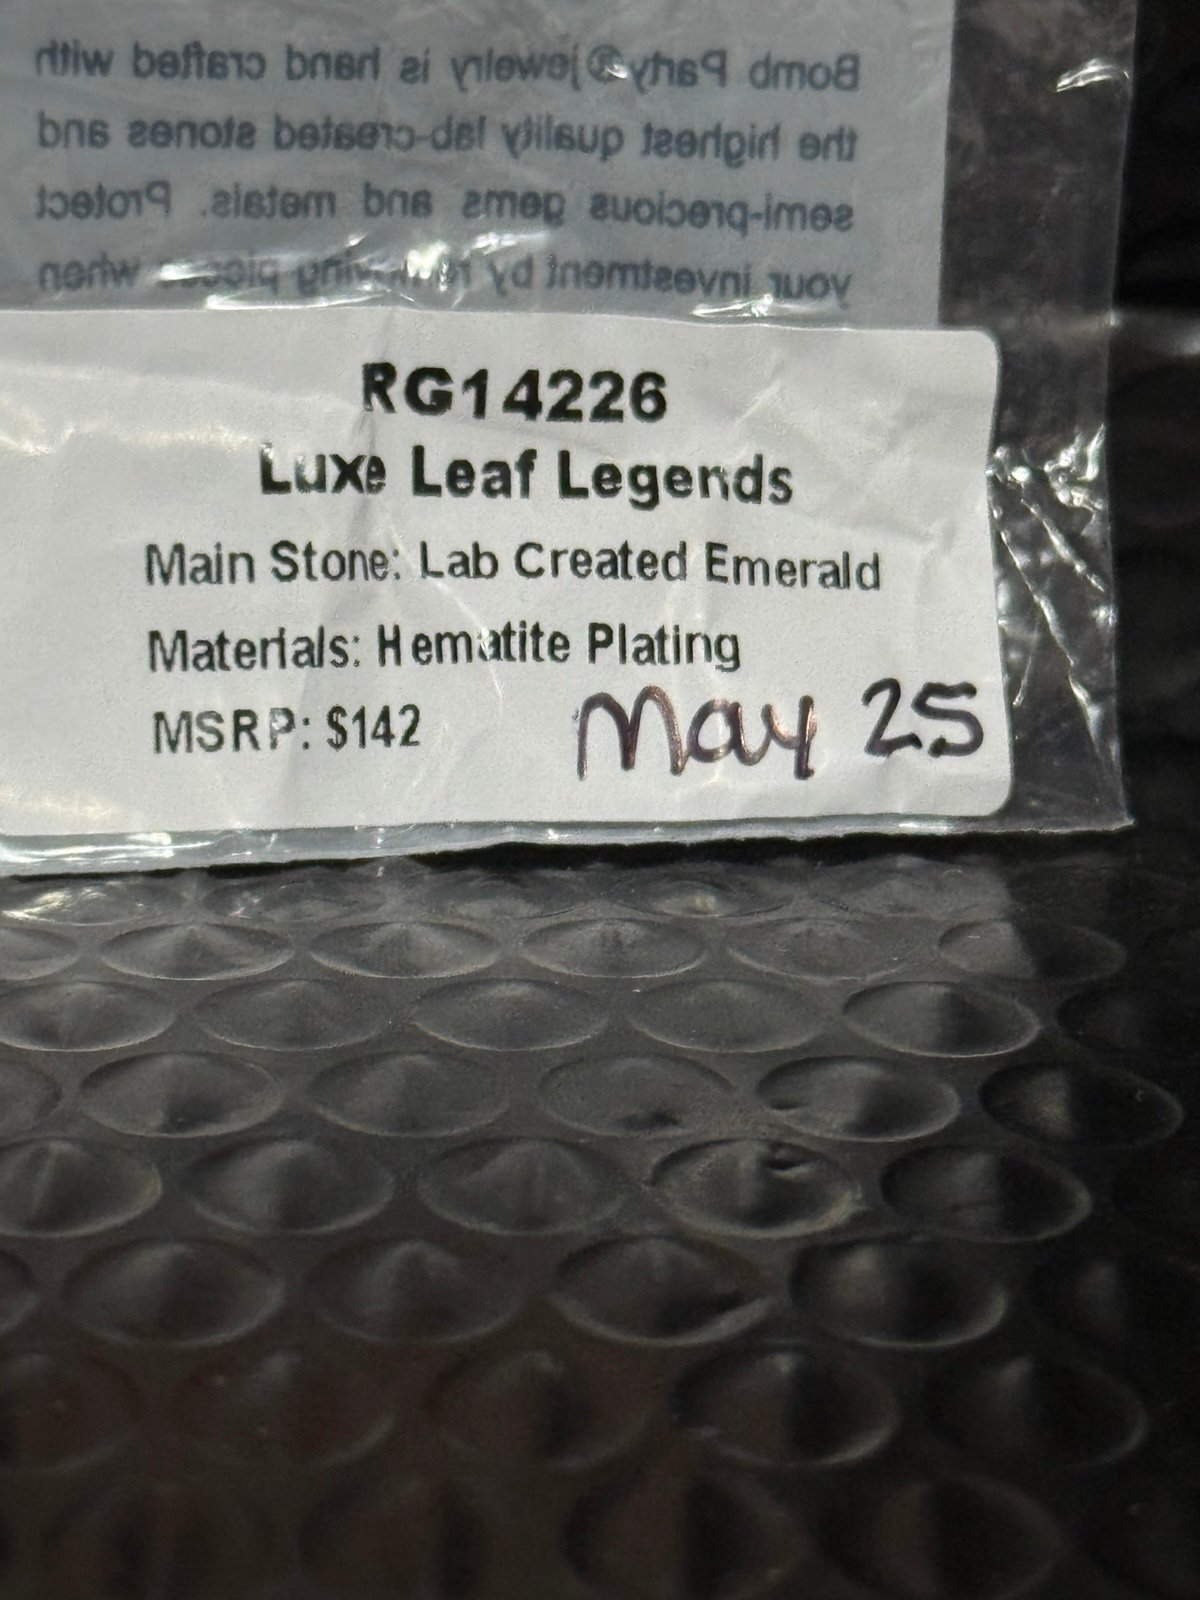 Bomb Party® jewelry is hand crafted with
the highest quality lab-created stones and
semi-precious gems and metals. Protect
your investment by removing pieces when
RG14226
Luxe Leaf Legends
Main Stone: Lab Created Emerald
Materials: Hematite Plating
MSRP: $142
May 25